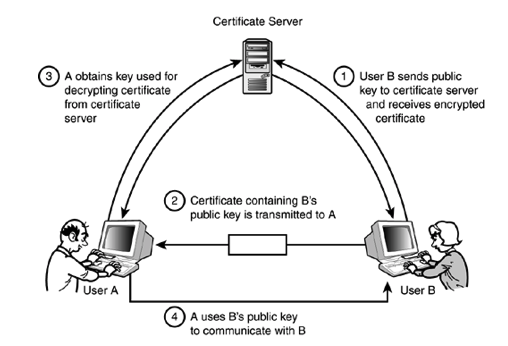 Certificate Server
3 A obtains key used for
decrypting certificate
from certificate
server
1 User B sends public
key to certificate server
and receives encrypted
certificate
2 Certificate containing B's
public key is transmitted to A
User A
User B
4 A uses B's public key
to communicate with B